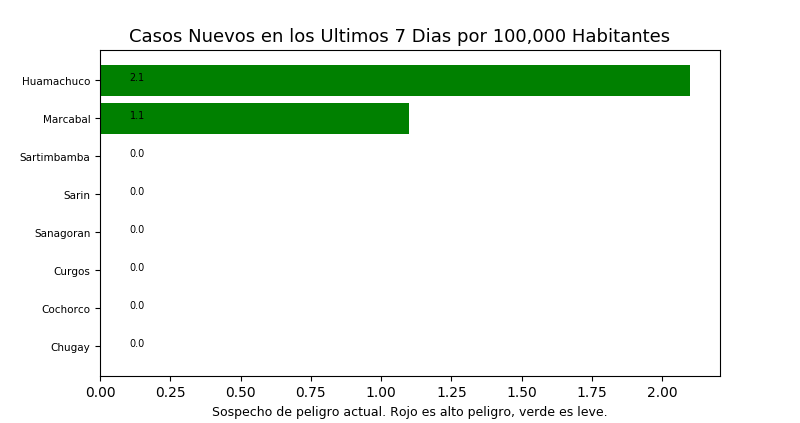 Casos Nuevos en los Ultimos 7 Dias por 100,000 Habitantes
Huamachuco 2.1
Marcabal 1.1
Sartimbamba 0.0
Sarin 0.0
Sanagoran 0.0
Curgos 0.0
Cochorco 0.0
Chugay 0.0
0.00 0.25 0.50 0.75 1.00 1.25 1.50 1.75 2.00
Sospecho de peligro actual. Rojo es alto peligro, verde es leve.